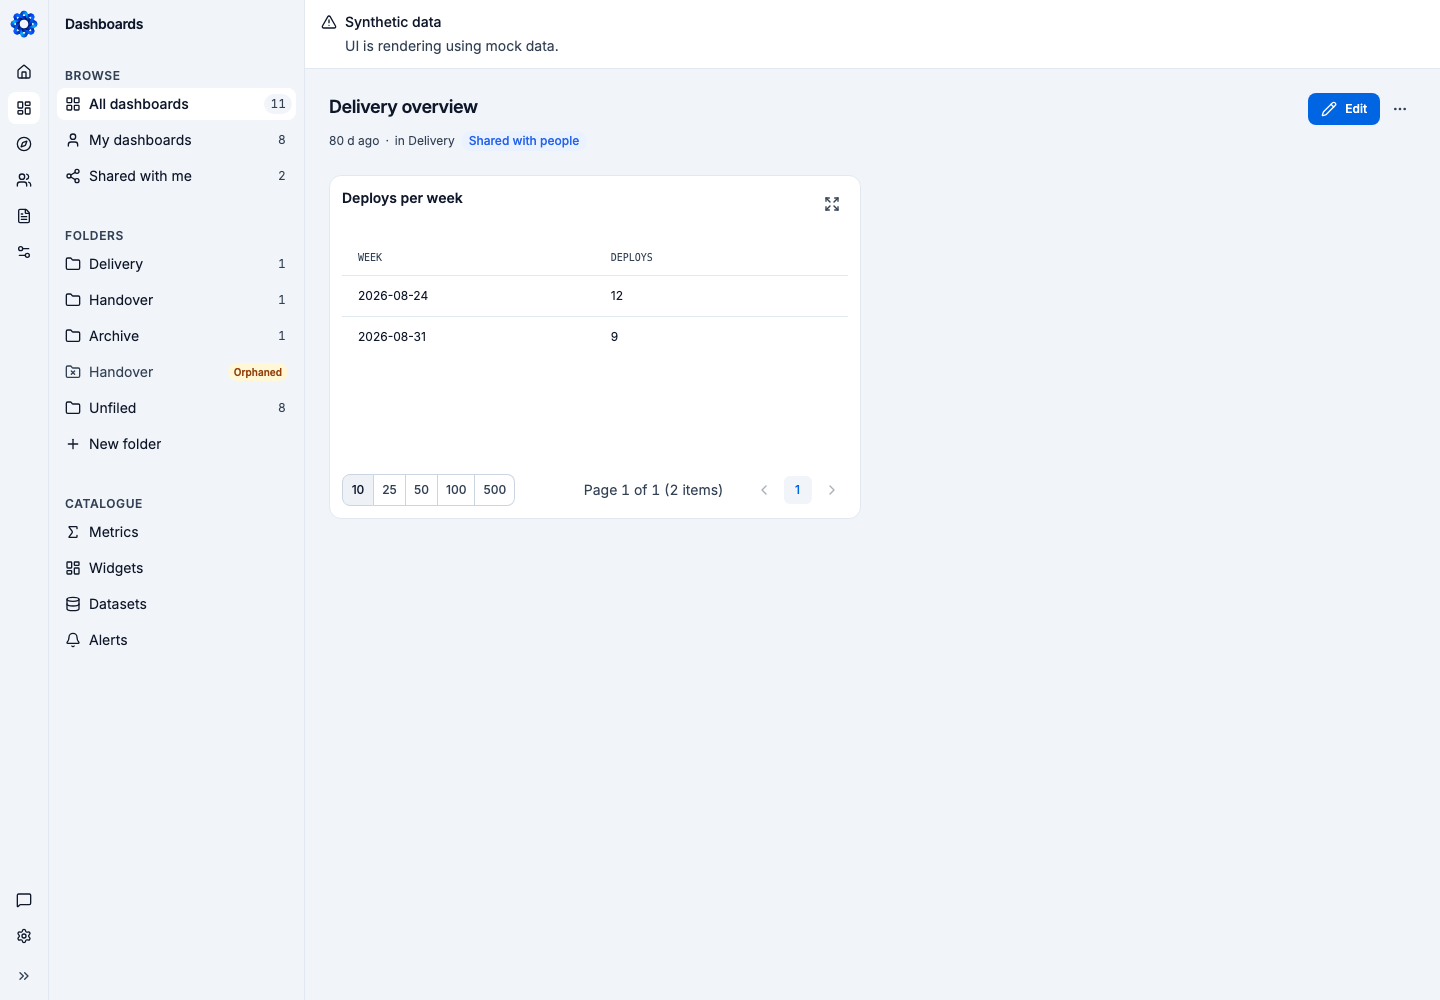 Dashboards
BROWSE
All dashboards 11
My dashboards 8
Shared with me 2
FOLDERS
Delivery 1
Handover 1
Archive 1
Handover Orphaned
Unfiled 8
New folder
CATALOGUE
Metrics
Widgets
Datasets
Alerts
Synthetic data
UI is rendering using mock data.
Delivery overview
Edit
80 d ago · in Delivery Shared with people
Deploys per week
WEEK DEPLOYS
2026-08-24 12
2026-08-31 9
10 25 50 100 500 Page 1 of 1 (2 items) 1